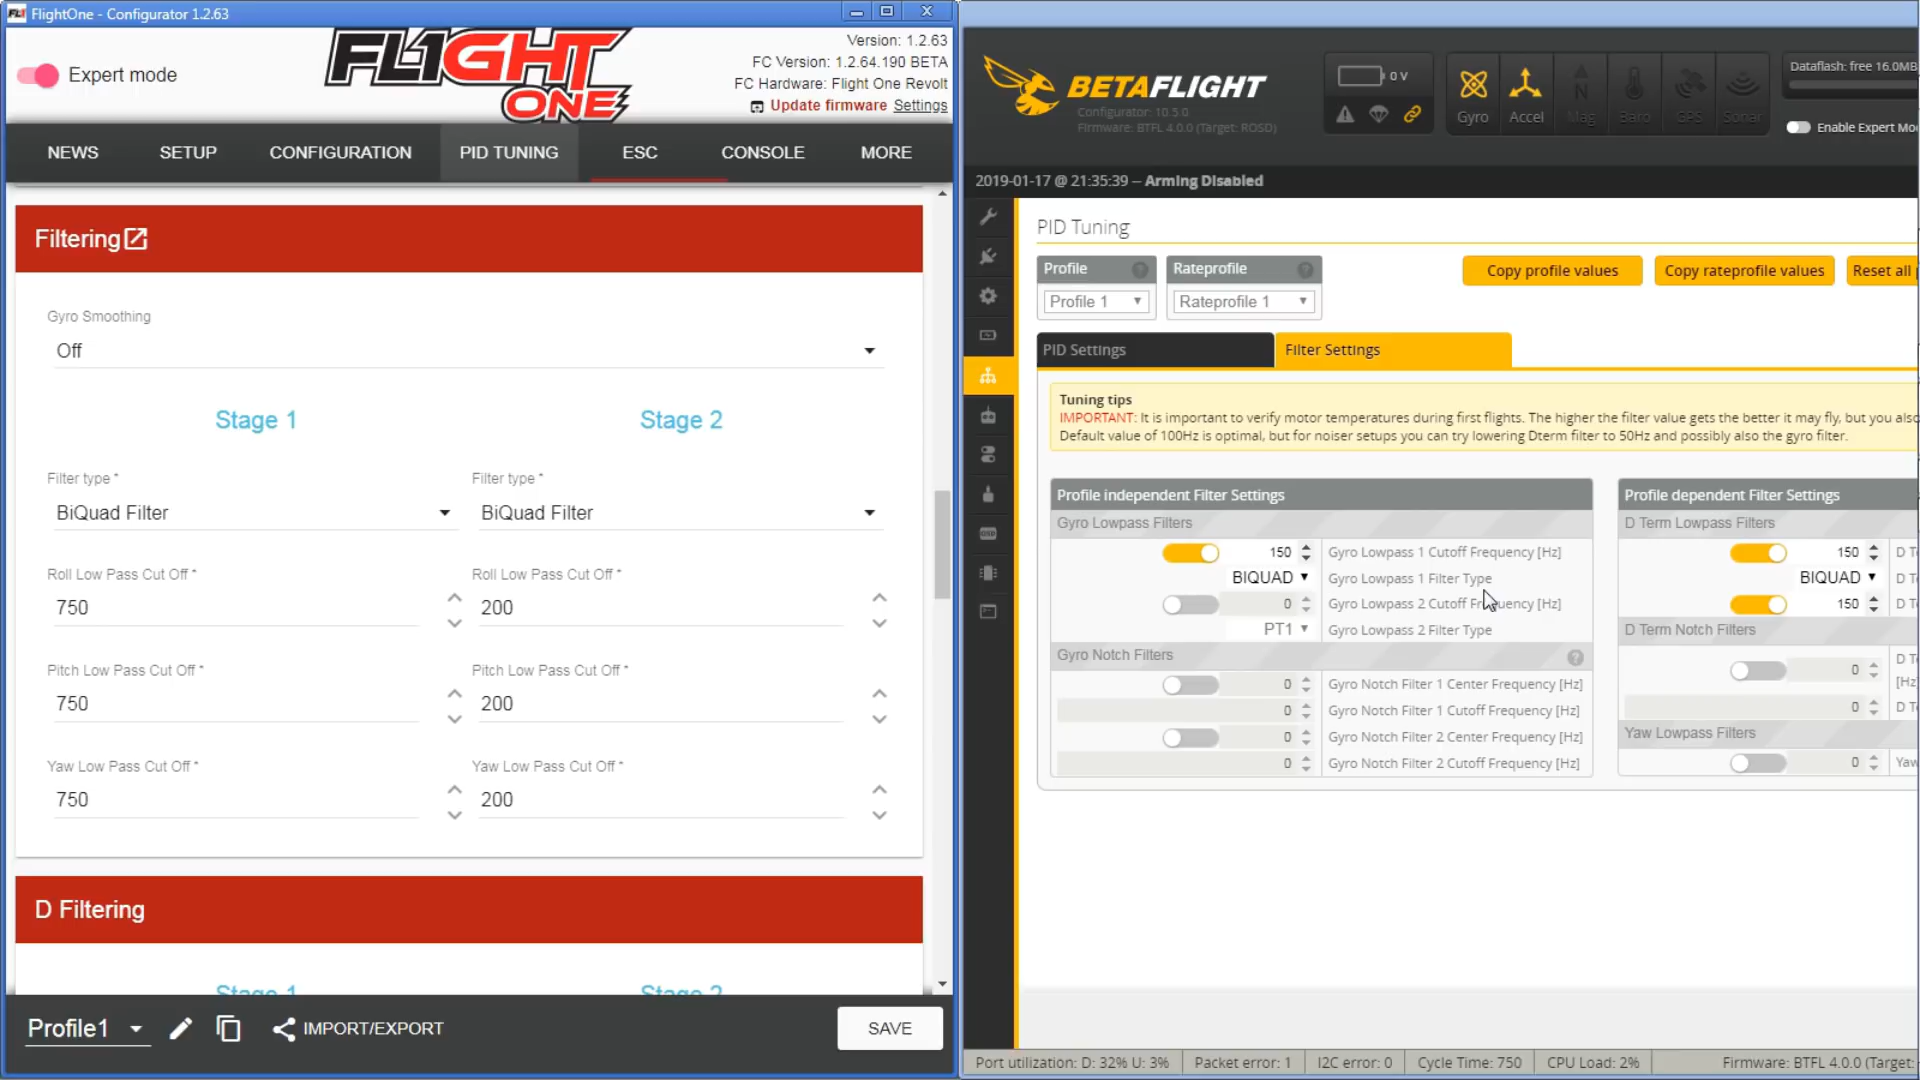 FlightOne - Configurator 1.2.63
Expert mode
FL1GHT
ONE
Version: 1.2.63
FC Version: 1.2.64.190 BETA
FC Hardware: Flight One Revolt
Update firmware Settings
NEWS SETUP CONFIGURATION PID TUNING ESC CONSOLE MORE
Filtering
Gyro Smoothing
Off
Stage 1 Stage 2
Filter type * Filter type *
BiQuad Filter BiQuad Filter
Roll Low Pass Cut Off * Roll Low Pass Cut Off *
750 200
Pitch Low Pass Cut Off * Pitch Low Pass Cut Off *
750 200
Yaw Low Pass Cut Off * Yaw Low Pass Cut Off *
750 200
D Filtering
Stage 1 Stage 2
Profile1 IMPORT/EXPORT SAVE
BETAFLIGHT
Configurator: 10.5.0
Firmware: BTFL 4.0.0 (Target: ROSD)
0 V
Gyro Accel Mag Baro GPS Sonar
Dataflash: free 16.0MB
Enable Expert Mo
2019-01-17 @ 21:35:39 -- Arming Disabled
PID Tuning
Profile Rateprofile
Profile 1 Rateprofile 1
Copy profile values Copy rateprofile values Reset all
PID Settings Filter Settings
Tuning tips
IMPORTANT: It is important to verify motor temperatures during first flights. The higher the filter value gets the better it may fly, but you also
Default value of 100Hz is optimal, but for noiser setups you can try lowering Dterm filter to 50Hz and possibly also the gyro filter.
Profile independent Filter Settings
Gyro Lowpass Filters
150 Gyro Lowpass 1 Cutoff Frequency [Hz]
BIQUAD Gyro Lowpass 1 Filter Type
0 Gyro Lowpass 2 Cutoff Frequency [Hz]
PT1 Gyro Lowpass 2 Filter Type
Gyro Notch Filters
0 Gyro Notch Filter 1 Center Frequency [Hz]
0 Gyro Notch Filter 1 Cutoff Frequency [Hz]
0 Gyro Notch Filter 2 Center Frequency [Hz]
0 Gyro Notch Filter 2 Cutoff Frequency [Hz]
Profile dependent Filter Settings
D Term Lowpass Filters
150 D T
BIQUAD D T
150 D T
D Term Notch Filters
0 D T
[Hz
0 D T
Yaw Lowpass Filters
0 Yaw
Port utilization: D: 32% U: 3% Packet error: 1 I2C error: 0 Cycle Time: 750 CPU Load: 2% Firmware: BTFL 4.0.0 (Target: